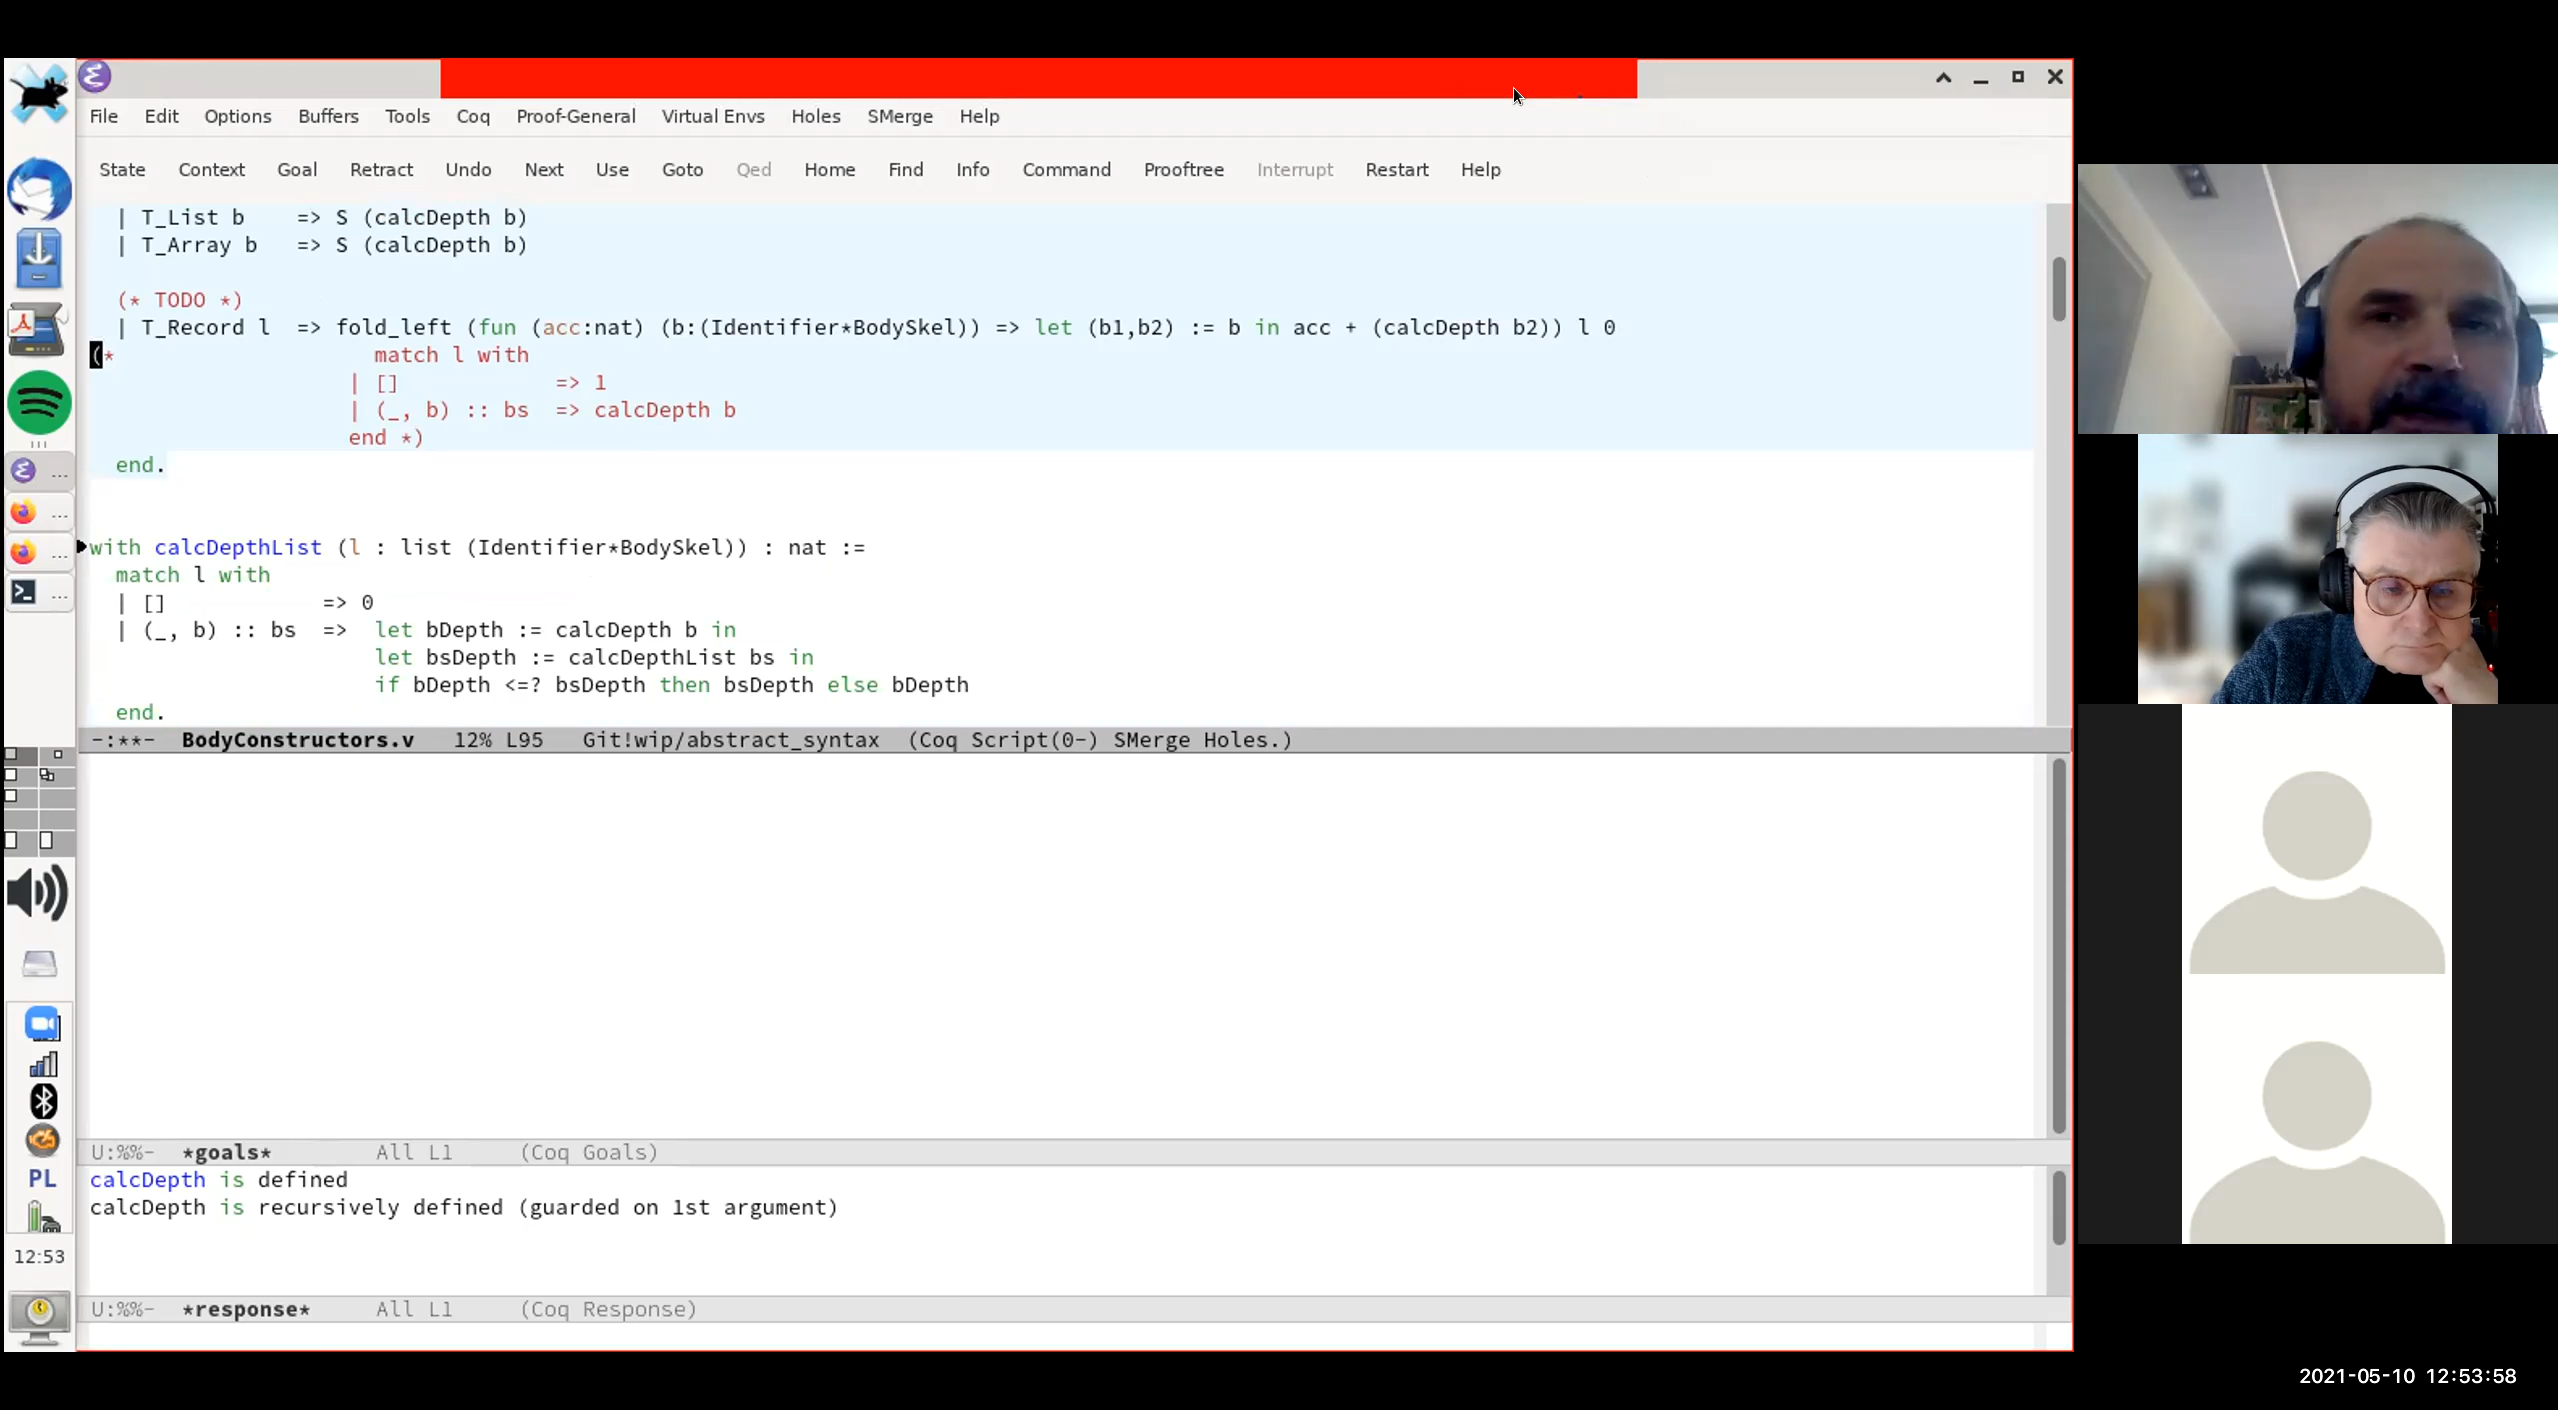 File Edit Options Buffers Tools Coq Proof-General Virtual Envs Holes SMerge Help
State Context Goal Retract Undo Next Use Goto Qed Home Find Info Command Prooftree Interrupt Restart Help
| T_List b    => S (calcDepth b)
| T_Array b   => S (calcDepth b)
(* TODO *)
| T_Record l  => fold_left (fun (acc:nat) (b:(Identifier*BodySkel)) => let (b1,b2) := b in acc + (calcDepth b2)) l 0
(*                    match l with
| []            => 1
| (_, b) :: bs  => calcDepth b
end *)
end.
with calcDepthList (l : list (Identifier*BodySkel)) : nat :=
match l with
| []            => 0
| (_, b) :: bs  =>  let bDepth := calcDepth b in
let bsDepth := calcDepthList bs in
if bDepth <=? bsDepth then bsDepth else bDepth
end.
-:**-  BodyConstructors.v   12% L95   Git!wip/abstract_syntax  (Coq Script(0-) SMerge Holes.)
U:%%-  *goals*        All L1     (Coq Goals)
calcDepth is defined
calcDepth is recursively defined (guarded on 1st argument)
U:%%-  *response*     All L1     (Coq Response)
...
...
...
...
PL
12:53
2021-05-10 12:53:58